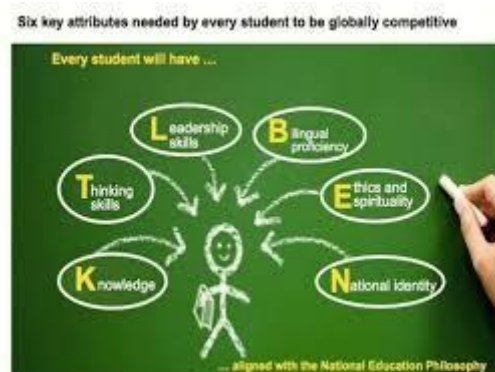 Six key attributes needed by every student to be globally competitive
Every student will have ...
Leadership
skills
Bilingual
proficiency
Thinking
skills
Ethics and
spirituality
Knowledge
National identity
... aligned with the National Education Philosophy